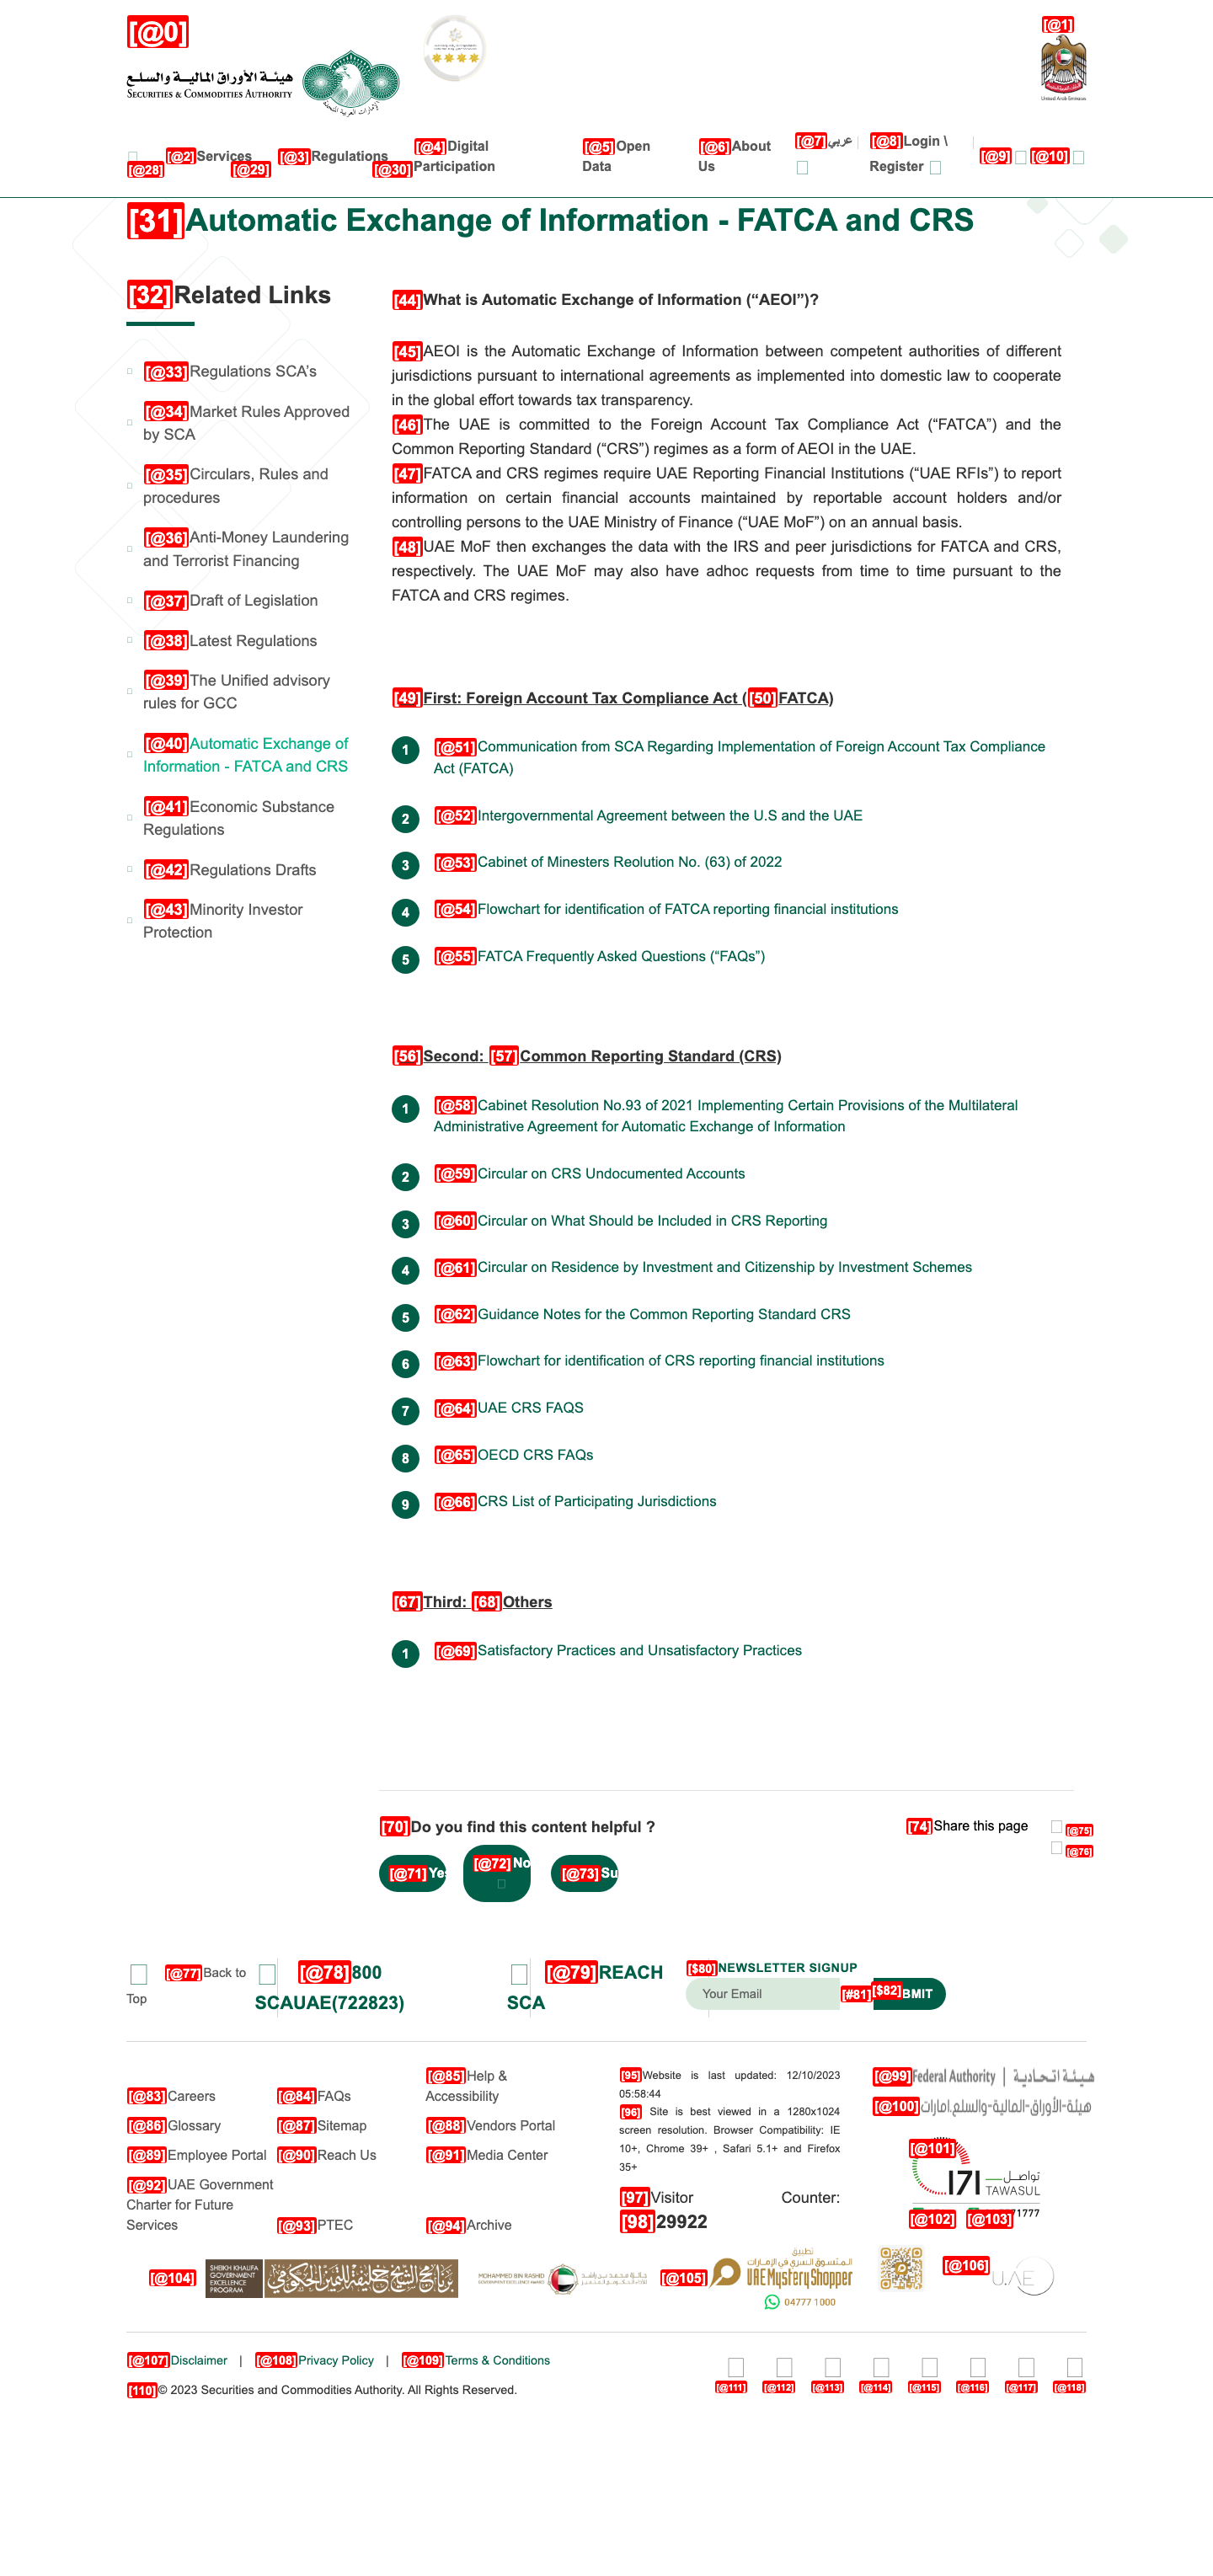 [@0]
[@1]
هيئة الأوراق المالية والسلع
SECURITIES & COMMODITIES AUTHORITY
United Arab Emirates
[@2]Services
[@3]Regulations
[@4]Digital Participation
[@5]Open Data
[@6]About Us
[@7]عربي
[@8]Login \ Register
[@9]
[@10]
[@28]
[@29]
[@30]
[31]Automatic Exchange of Information - FATCA and CRS
[32]Related Links
[@33]Regulations SCA’s
[@34]Market Rules Approved
by SCA
[@35]Circulars, Rules and
procedures
[@36]Anti-Money Laundering
and Terrorist Financing
[@37]Draft of Legislation
[@38]Latest Regulations
[@39]The Unified advisory
rules for GCC
[@40]Automatic Exchange of
Information - FATCA and CRS
[@41]Economic Substance
Regulations
[@42]Regulations Drafts
[@43]Minority Investor
Protection
[44]What is Automatic Exchange of Information (“AEOI”)?
[45]AEOI is the Automatic Exchange of Information between competent authorities of different
jurisdictions pursuant to international agreements as implemented into domestic law to cooperate
in the global effort towards tax transparency.
[46]The UAE is committed to the Foreign Account Tax Compliance Act (“FATCA”) and the
Common Reporting Standard (“CRS”) regimes as a form of AEOI in the UAE.
[47]FATCA and CRS regimes require UAE Reporting Financial Institutions (“UAE RFIs”) to report
information on certain financial accounts maintained by reportable account holders and/or
controlling persons to the UAE Ministry of Finance (“UAE MoF”) on an annual basis.
[48]UAE MoF then exchanges the data with the IRS and peer jurisdictions for FATCA and CRS,
respectively. The UAE MoF may also have adhoc requests from time to time pursuant to the
FATCA and CRS regimes.
[49]First: Foreign Account Tax Compliance Act ([50]FATCA)
1 [@51]Communication from SCA Regarding Implementation of Foreign Account Tax Compliance
Act (FATCA)
2 [@52]Intergovernmental Agreement between the U.S and the UAE
3 [@53]Cabinet of Minesters Reolution No. (63) of 2022
4 [@54]Flowchart for identification of FATCA reporting financial institutions
5 [@55]FATCA Frequently Asked Questions (“FAQs”)
[56]Second: [57]Common Reporting Standard (CRS)
1 [@58]Cabinet Resolution No.93 of 2021 Implementing Certain Provisions of the Multilateral
Administrative Agreement for Automatic Exchange of Information
2 [@59]Circular on CRS Undocumented Accounts
3 [@60]Circular on What Should be Included in CRS Reporting
4 [@61]Circular on Residence by Investment and Citizenship by Investment Schemes
5 [@62]Guidance Notes for the Common Reporting Standard CRS
6 [@63]Flowchart for identification of CRS reporting financial institutions
7 [@64]UAE CRS FAQS
8 [@65]OECD CRS FAQs
9 [@66]CRS List of Participating Jurisdictions
[67]Third: [68]Others
1 [@69]Satisfactory Practices and Unsatisfactory Practices
[70]Do you find this content helpful ?
[@71]Yes
[@72]No
[@73]Su
[74]Share this page
[@75]
[@76]
[@77]Back to
Top
[@78]800
SCAUAE(722823)
[@79]REACH
SCA
[$80]NEWSLETTER SIGNUP
Your Email [#81] [$82]BMIT
[@83]Careers
[@84]FAQs
[@85]Help &
Accessibility
[@86]Glossary
[@87]Sitemap
[@88]Vendors Portal
[@89]Employee Portal
[@90]Reach Us
[@91]Media Center
[@92]UAE Government
Charter for Future
Services
[@93]PTEC
[@94]Archive
[95]Website is last updated: 12/10/2023
05:58:44
[96] Site is best viewed in a 1280x1024
screen resolution. Browser Compatibility: IE
10+, Chrome 39+ , Safari 5.1+ and Firefox
35+
[97]Visitor Counter:
[98]29922
[@99]Federal Authority | هيئة اتحادية
[@100]هيئة-الأوراق-المالية-والسلع.امارات
[@101]
171 تواصل
TAWASUL
[@102] [@103]1777
[@104]
SHEIKH KHALIFA
GOVERNMENT
EXCELLENCE
PROGRAM
برنامج الشيخ خليفة للتميز الحكومي
MOHAMMED BIN RASHID
[@105]
تطبيق
المتسوق السري في الإمارات
UAE Mystery Shopper
04777 1000
[@106]
U.AE
[@107]Disclaimer | [@108]Privacy Policy | [@109]Terms & Conditions
[110]© 2023 Securities and Commodities Authority. All Rights Reserved.
[@111] [@112] [@113] [@114] [@115] [@116] [@117] [@118]